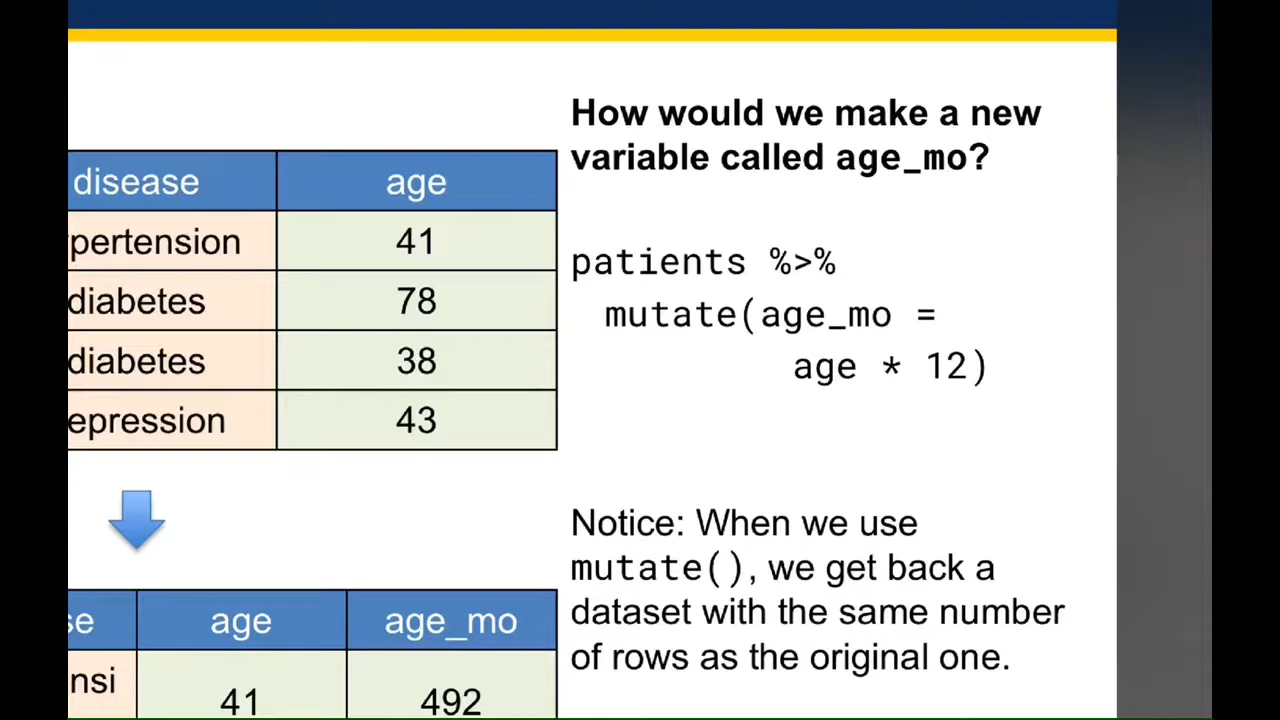 How would we make a new
variable called age_mo?
disease age
pertension 41
diabetes 78
diabetes 38
epression 43
patients %>%
mutate(age_mo =
age * 12)
Notice: When we use
mutate(), we get back a
dataset with the same number
of rows as the original one.
se age age_mo
nsi 41 492